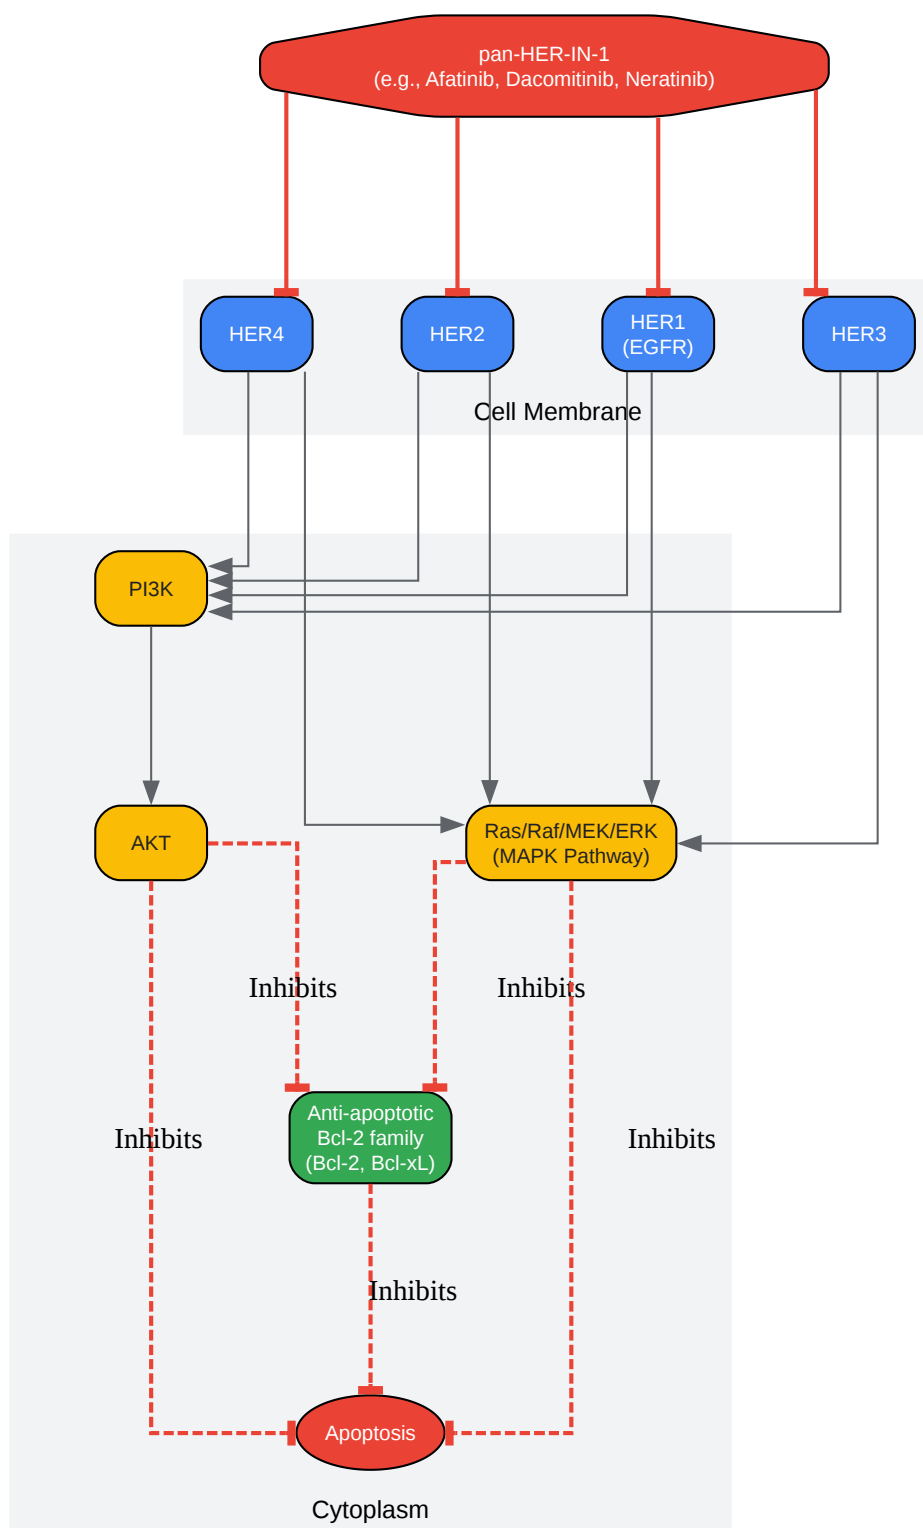 pan-HER-IN-1
(e.g., Afatinib, Dacomitinib, Neratinib)
HER4
HER2
HER1
(EGFR)
HER3
Cell Membrane
PI3K
AKT
Ras/Raf/MEK/ERK
(MAPK Pathway)
Inhibits
Inhibits
Anti-apoptotic
Bcl-2 family
(Bcl-2, Bcl-xL)
Inhibits
Inhibits
Inhibits
Apoptosis
Cytoplasm